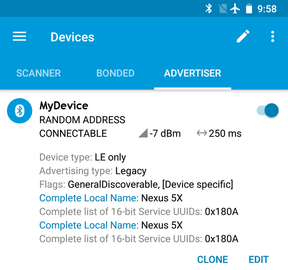 9:58
Devices
SCANNER BONDED ADVERTISER
MyDevice
RANDOM ADDRESS
CONNECTABLE -7 dBm 250 ms
Device type: LE only
Advertising type: Legacy
Flags: GeneralDiscoverable, [Device specific]
Complete Local Name: Nexus 5X
Complete list of 16-bit Service UUIDs: 0x180A
Complete Local Name: Nexus 5X
Complete list of 16-bit Service UUIDs: 0x180A
CLONE EDIT